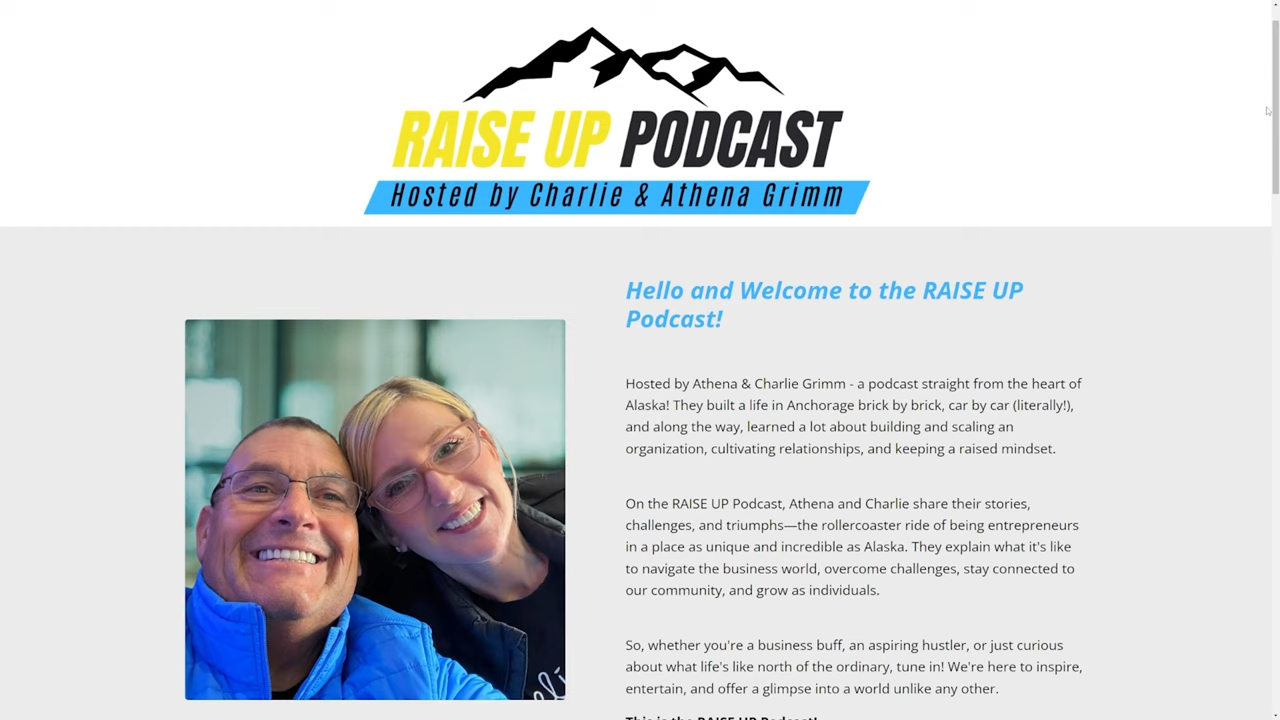 RAISE UP PODCAST
Hosted by Charlie & Athena Grimm
Hello and Welcome to the RAISE UP
Podcast!
Hosted by Athena & Charlie Grimm - a podcast straight from the heart of
Alaska! They built a life in Anchorage brick by brick, car by car (literally!),
and along the way, learned a lot about building and scaling an
organization, cultivating relationships, and keeping a raised mindset.
On the RAISE UP Podcast, Athena and Charlie share their stories,
challenges, and triumphs—the rollercoaster ride of being entrepreneurs
in a place as unique and incredible as Alaska. They explain what it's like
to navigate the business world, overcome challenges, stay connected to
our community, and grow as individuals.
So, whether you're a business buff, an aspiring hustler, or just curious
about what life's like north of the ordinary, tune in! We're here to inspire,
entertain, and offer a glimpse into a world unlike any other.
This is the RAISE UP Podcast!